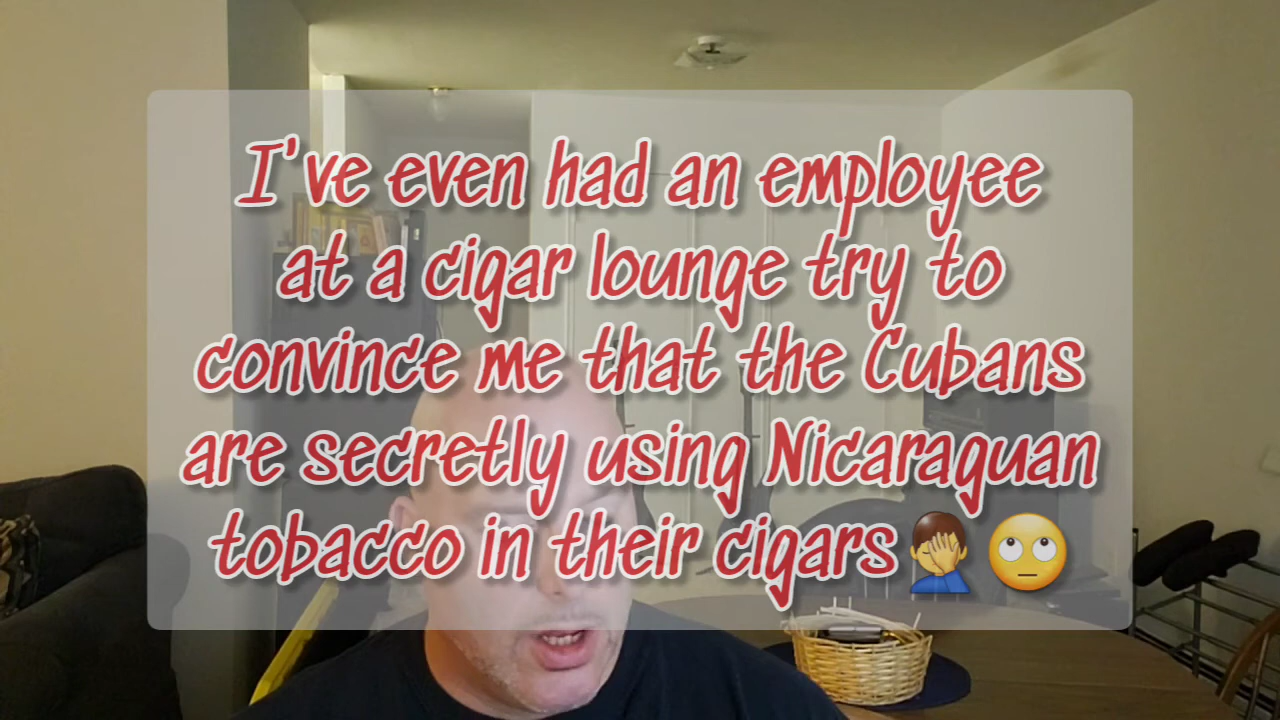 I've even had an employee
at a cigar lounge try to
convince me that the Cubans
are secretly using Nicaraguan
tobacco in their cigars🤦‍♂️🙄